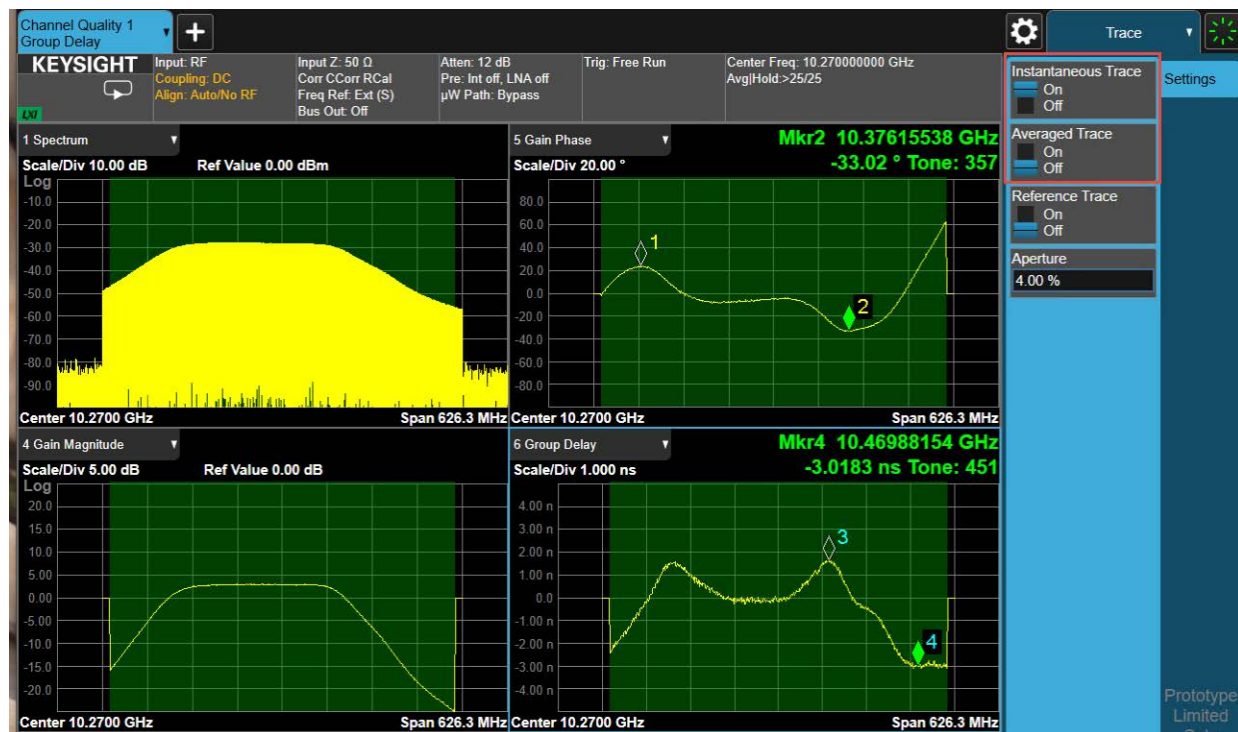 Channel Quality 1
Group Delay
+
Trace
KEYSIGHT
LXI
Input: RF
Coupling: DC
Align: Auto/No RF
Input Z: 50 Ω
Corr CCorr RCal
Freq Ref: Ext (S)
Bus Out: Off
Atten: 12 dB
Pre: Int off, LNA off
µW Path: Bypass
Trig: Free Run
Center Freq: 10.270000000 GHz
Avg|Hold:>25/25
1 Spectrum
Scale/Div 10.00 dB Ref Value 0.00 dBm
Log
-10.0
-20.0
-30.0
-40.0
-50.0
-60.0
-70.0
-80.0
-90.0
Center 10.2700 GHz Span 626.3 MHz
5 Gain Phase Mkr2 10.37615538 GHz
Scale/Div 20.00 ° -33.02 ° Tone: 357
80.0
60.0
40.0
20.0
0.0
-20.0
-40.0
-60.0
-80.0
1
2
Center 10.2700 GHz Span 626.3 MHz
4 Gain Magnitude
Scale/Div 5.00 dB Ref Value 0.00 dB
Log
20.0
15.0
10.0
5.00
0.00
-5.00
-10.0
-15.0
-20.0
Center 10.2700 GHz Span 626.3 MHz
6 Group Delay Mkr4 10.46988154 GHz
Scale/Div 1.000 ns -3.0183 ns Tone: 451
4.00 n
3.00 n
2.00 n
1.00 n
0.0
-1.00 n
-2.00 n
-3.00 n
-4.00 n
3
4
Center 10.2700 GHz Span 626.3 MHz
Instantaneous Trace
On
Off
Averaged Trace
On
Off
Reference Trace
On
Off
Aperture
4.00 %
Settings
Prototype
Limited